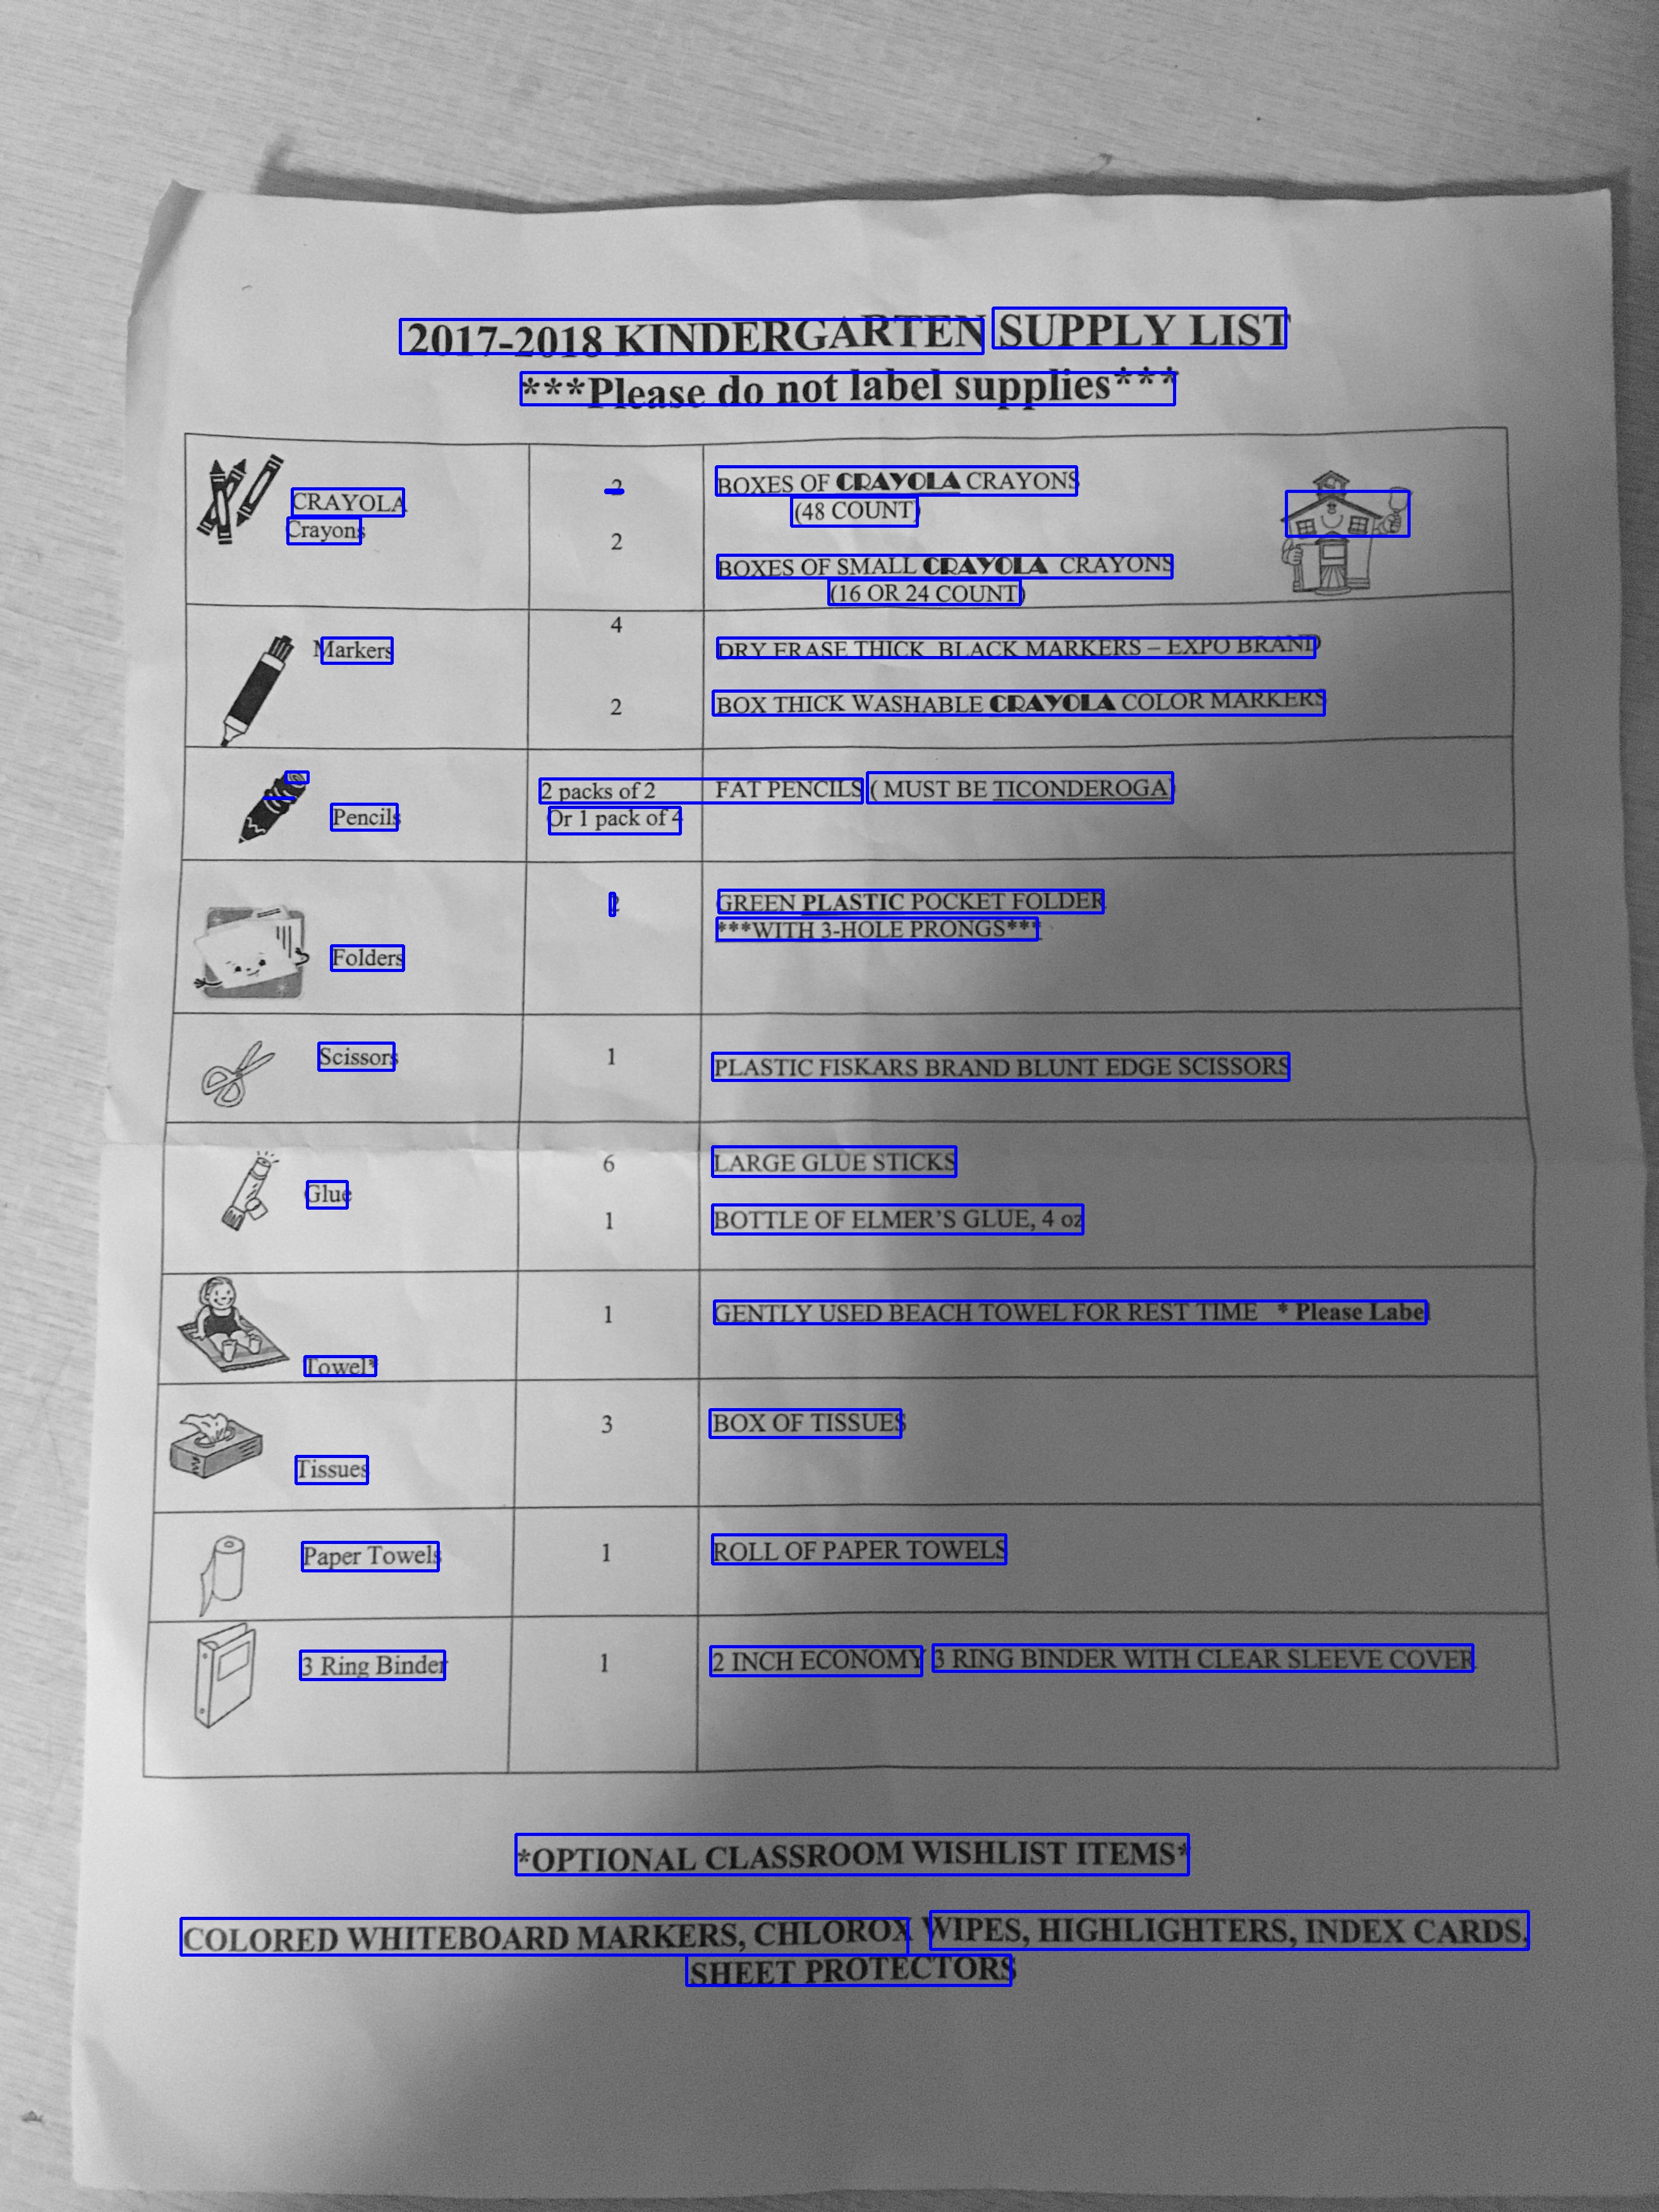 2017-2018 KINDERGARTEN SUPPLY LIST
***Please do not label supplies***
CRAYOLA Crayons
2 BOXES OF CRAYOLA CRAYONS
(48 COUNT)
2 BOXES OF SMALL CRAYOLA CRAYONS
(16 OR 24 COUNT)
Markers
4 DRY ERASE THICK BLACK MARKERS – EXPO BRAND
2 BOX THICK WASHABLE CRAYOLA COLOR MARKERS
Pencils
2 packs of 2 FAT PENCILS ( MUST BE TICONDEROGA)
Or 1 pack of 4
Folders
2 GREEN PLASTIC POCKET FOLDER
***WITH 3-HOLE PRONGS***
Scissors
1 PLASTIC FISKARS BRAND BLUNT EDGE SCISSORS
Glue
6 LARGE GLUE STICKS
1 BOTTLE OF ELMER'S GLUE, 4 oz
Towel*
1 GENTLY USED BEACH TOWEL FOR REST TIME * Please Label
Tissues
3 BOX OF TISSUES
Paper Towels
1 ROLL OF PAPER TOWELS
3 Ring Binder
1 2 INCH ECONOMY 3 RING BINDER WITH CLEAR SLEEVE COVER
*OPTIONAL CLASSROOM WISHLIST ITEMS*
COLORED WHITEBOARD MARKERS, CHLOROX WIPES, HIGHLIGHTERS, INDEX CARDS,
SHEET PROTECTORS